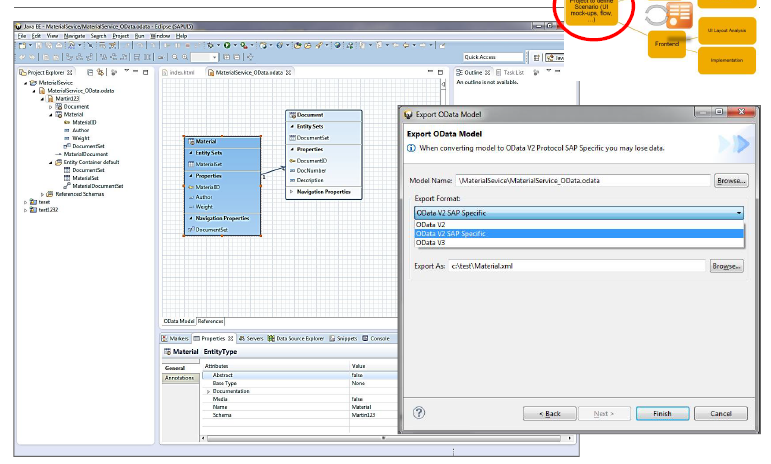 Project to define
Scenario (UI
mock-ups, flow,
...)
UI Layout Analysis
Frontend
Implementation
Java EE - MaterialSevice/MaterialService_OData.odata - Eclipse (SAPUI5)
File Edit View Navigate Search Project Run Window Help
Quick Access
Project Explorer
index.html
MaterialService_OData.odata
Outline
Task List
An outline is not available.
MaterialSevice
MaterialService_OData.odata
Martin123
Document
Material
MaterialID
Author
Weight
DocumentSet
MaterialDocument
Entity Container default
DocumentSet
MaterialSet
MaterialDocumentSet
Referenced Schemas
test1232
Material
Entity Sets
MaterialSet
Properties
MaterialID
Author
Weight
Navigation Properties
DocumentSet
1
Document
Entity Sets
DocumentSet
Properties
DocumentID
DocNumber
Description
Navigation Properties
OData Model References
Markers Properties Servers Data Source Explorer Snippets Console
Material EntityType
General
Annotations
Attributes Value
Abstract false
Base Type None
Documentation
Media false
Name Material
Schema Martin123
Export OData Model
Export OData Model
When converting model to OData V2 Protocol SAP Specific you may lose data.
Model Name: \MaterialSevice\MaterialService_OData.odata Browse...
Export Format:
OData V2 SAP Specific
OData V2
OData V2 SAP Specific
OData V3
Export As: c:\test\Material.xml Browse...
< Back Next > Finish Cancel